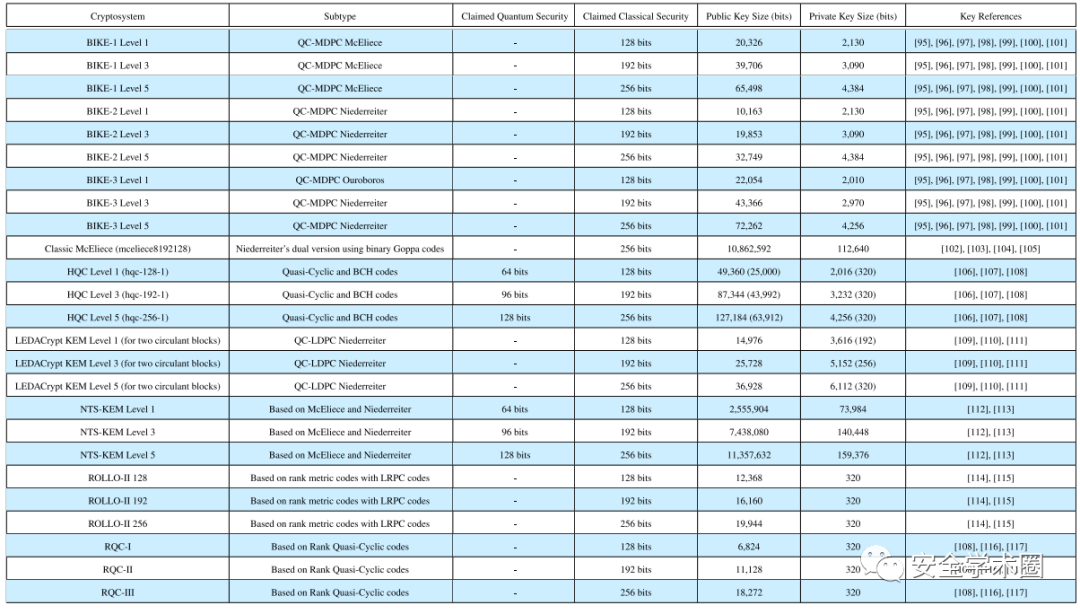 Cryptosystem Subtype Claimed Quantum Security Claimed Classical Security Public Key Size (bits) Private Key Size (bits) Key References
BIKE-1 Level 1 QC-MDPC McEliece - 128 bits 20,326 2,130 [95], [96], [97], [98], [99], [100], [101]
BIKE-1 Level 3 QC-MDPC McEliece - 192 bits 39,706 3,090 [95], [96], [97], [98], [99], [100], [101]
BIKE-1 Level 5 QC-MDPC McEliece - 256 bits 65,498 4,384 [95], [96], [97], [98], [99], [100], [101]
BIKE-2 Level 1 QC-MDPC Niederreiter - 128 bits 10,163 2,130 [95], [96], [97], [98], [99], [100], [101]
BIKE-2 Level 3 QC-MDPC Niederreiter - 192 bits 19,853 3,090 [95], [96], [97], [98], [99], [100], [101]
BIKE-2 Level 5 QC-MDPC Niederreiter - 256 bits 32,749 4,384 [95], [96], [97], [98], [99], [100], [101]
BIKE-3 Level 1 QC-MDPC Ouroboros - 128 bits 22,054 2,010 [95], [96], [97], [98], [99], [100], [101]
BIKE-3 Level 3 QC-MDPC Niederreiter - 192 bits 43,366 2,970 [95], [96], [97], [98], [99], [100], [101]
BIKE-3 Level 5 QC-MDPC Niederreiter - 256 bits 72,262 4,256 [95], [96], [97], [98], [99], [100], [101]
Classic McEliece (mceliece8192128) Niederreiter's dual version using binary Goppa codes - 256 bits 10,862,592 112,640 [102], [103], [104], [105]
HQC Level 1 (hqc-128-1) Quasi-Cyclic and BCH codes 64 bits 128 bits 49,360 (25,000) 2,016 (320) [106], [107], [108]
HQC Level 3 (hqc-192-1) Quasi-Cyclic and BCH codes 96 bits 192 bits 87,344 (43,992) 3,232 (320) [106], [107], [108]
HQC Level 5 (hqc-256-1) Quasi-Cyclic and BCH codes 128 bits 256 bits 127,184 (63,912) 4,256 (320) [106], [107], [108]
LEDACrypt KEM Level 1 (for two circulant blocks) QC-LDPC Niederreiter - 128 bits 14,976 3,616 (192) [109], [110], [111]
LEDACrypt KEM Level 3 (for two circulant blocks) QC-LDPC Niederreiter - 192 bits 25,728 5,152 (256) [109], [110], [111]
LEDACrypt KEM Level 5 (for two circulant blocks) QC-LDPC Niederreiter - 256 bits 36,928 6,112 (320) [109], [110], [111]
NTS-KEM Level 1 Based on McEliece and Niederreiter 64 bits 128 bits 2,555,904 73,984 [112], [113]
NTS-KEM Level 3 Based on McEliece and Niederreiter 96 bits 192 bits 7,438,080 140,448 [112], [113]
NTS-KEM Level 5 Based on McEliece and Niederreiter 128 bits 256 bits 11,357,632 159,376 [112], [113]
ROLLO-II 128 Based on rank metric codes with LRPC codes - 128 bits 12,368 320 [114], [115]
ROLLO-II 192 Based on rank metric codes with LRPC codes - 192 bits 16,160 320 [114], [115]
ROLLO-II 256 Based on rank metric codes with LRPC codes - 256 bits 19,944 320 [114], [115]
RQC-I Based on Rank Quasi-Cyclic codes - 128 bits 6,824 320 [108], [116], [117]
RQC-II Based on Rank Quasi-Cyclic codes - 192 bits 11,128 320
安全学术圈
RQC-III Based on Rank Quasi-Cyclic codes - 256 bits 18,272 320 [108], [116], [117]